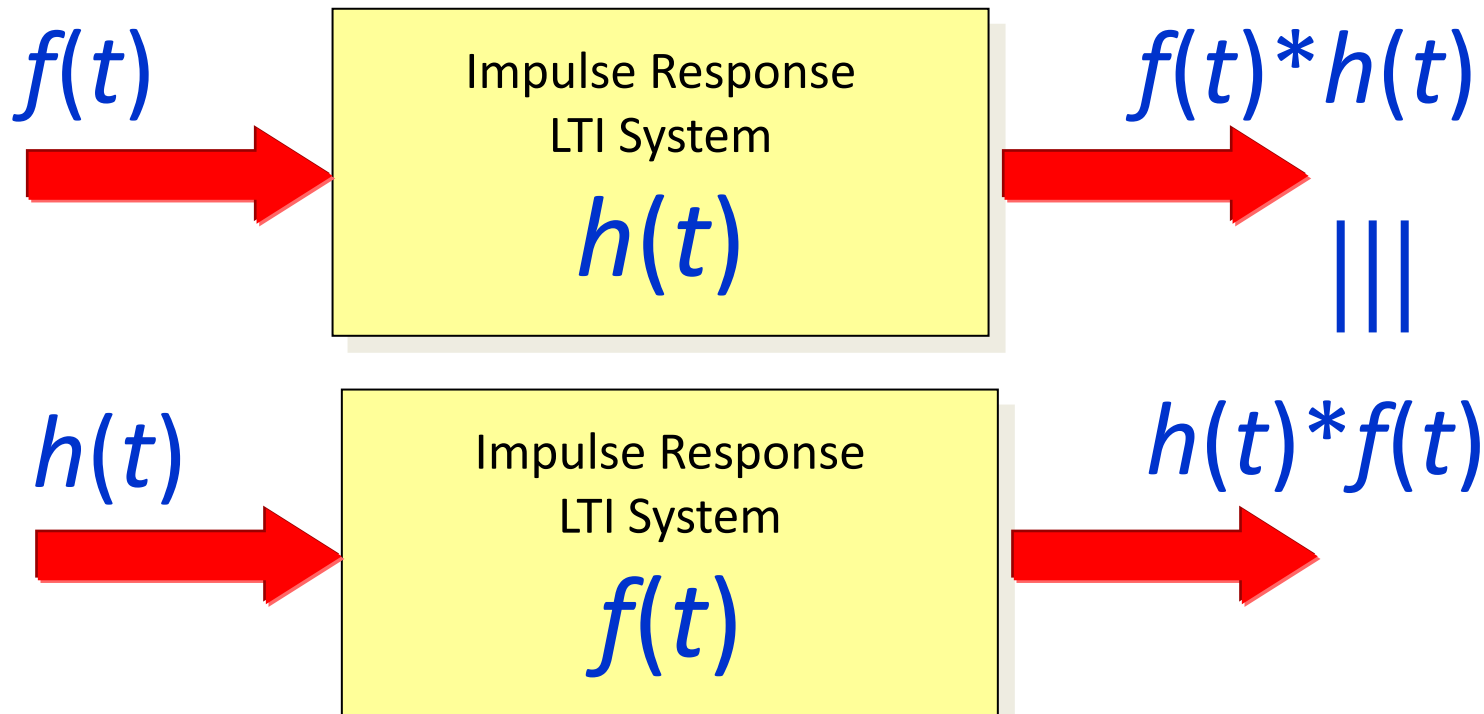 f(t)
Impulse Response
LTI System
h(t)
f(t)*h(t)
|||
h(t)
Impulse Response
LTI System
f(t)
h(t)*f(t)